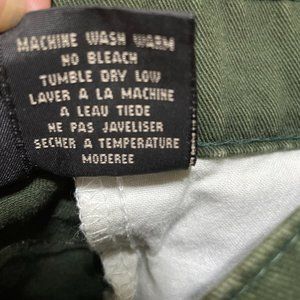 MACHINE WASH WARM
NO BLEACH
TUMBLE DRY LOW
LAVER A LA MACHINE
A LEAU TIEDE
NE PAS JAVELISER
SECHER A TEMPERATURE
MODEREE